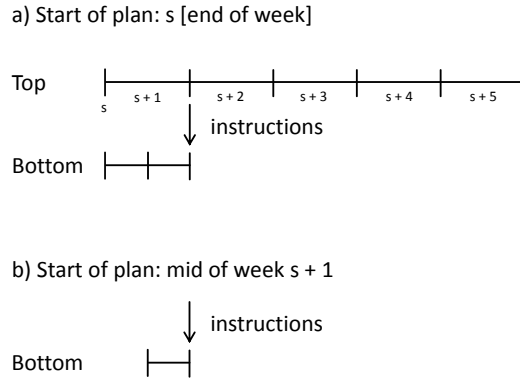 a) Start of plan: s [end of week]
Top
s
s + 1
s + 2
s + 3
s + 4
s + 5
instructions
Bottom
b) Start of plan: mid of week s + 1
instructions
Bottom